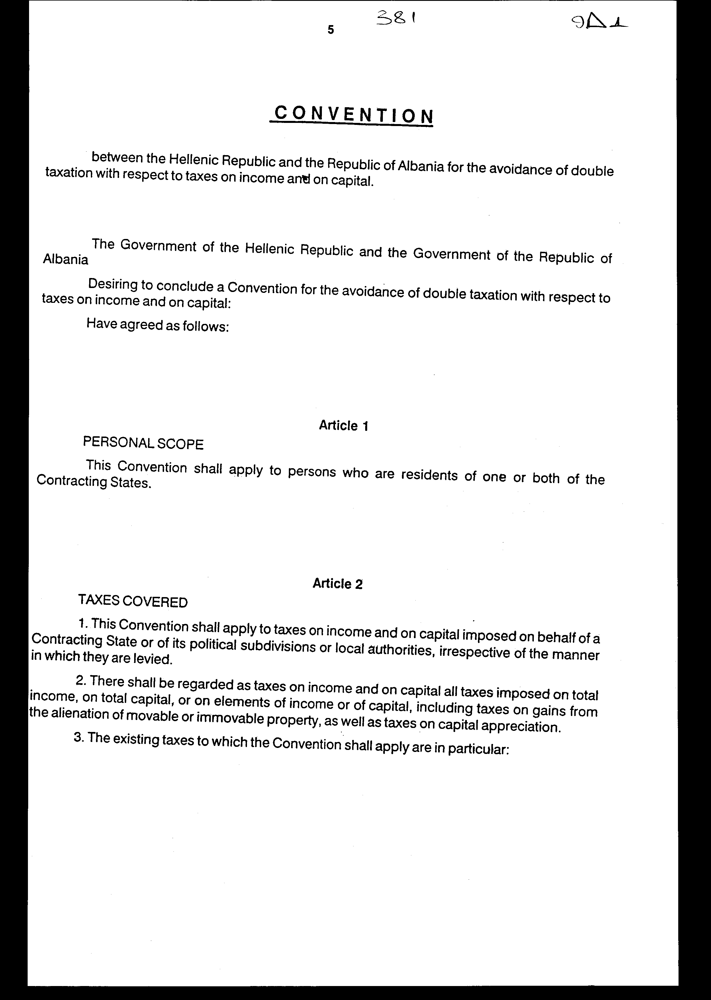 381
5
C O N V E N T I O N
between the Hellenic Republic and the Republic of Albania for the avoidance of double
taxation with respect to taxes on income and on capital.
The Government of the Hellenic Republic and the Government of the Republic of
Albania
Desiring to conclude a Convention for the avoidance of double taxation with respect to
taxes on income and on capital:
Have agreed as follows:
Article 1
PERSONAL SCOPE
This Convention shall apply to persons who are residents of one or both of the
Contracting States.
Article 2
TAXES COVERED
1. This Convention shall apply to taxes on income and on capital imposed on behalf of a
Contracting State or of its political subdivisions or local authorities, irrespective of the manner
in which they are levied.
2. There shall be regarded as taxes on income and on capital all taxes imposed on total
income, on total capital, or on elements of income or of capital, including taxes on gains from
the alienation of movable or immovable property, as well as taxes on capital appreciation.
3. The existing taxes to which the Convention shall apply are in particular: